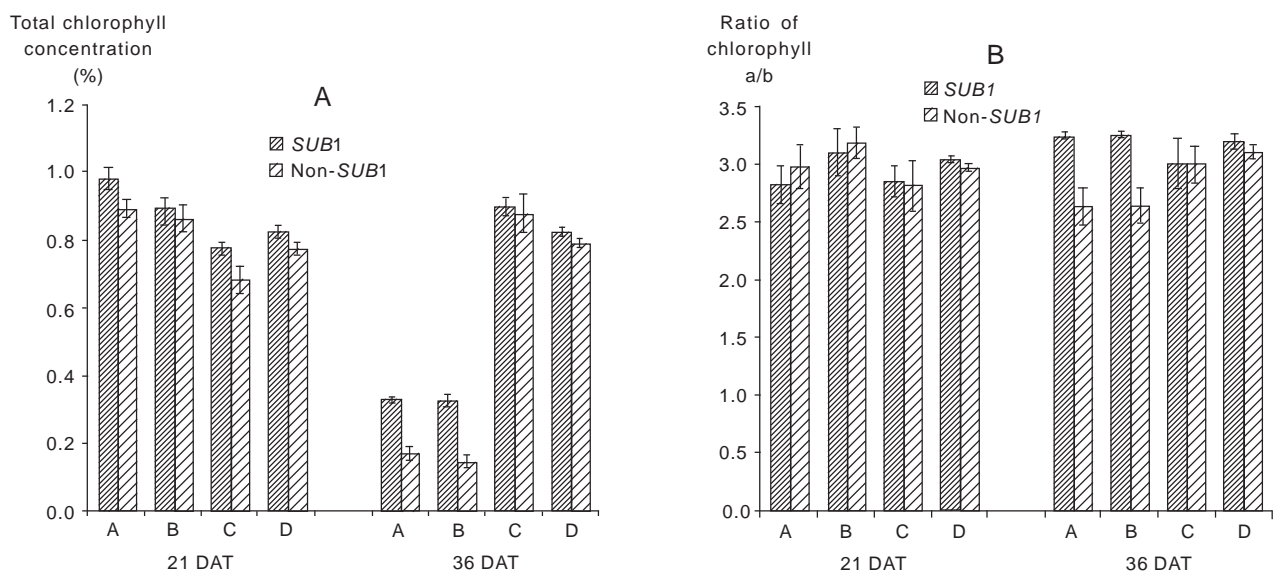 Total chlorophyll
concentration
(%)
A
SUB1
Non-SUB1
1.2
1.0
0.8
0.6
0.4
0.2
0.0
A B C D A B C D
21 DAT 36 DAT
Ratio of
chlorophyll
a/b
B
SUB1
Non-SUB1
3.5
3.0
2.5
2.0
1.5
1.0
0.5
0.0
A B C D A B C D
21 DAT 36 DAT